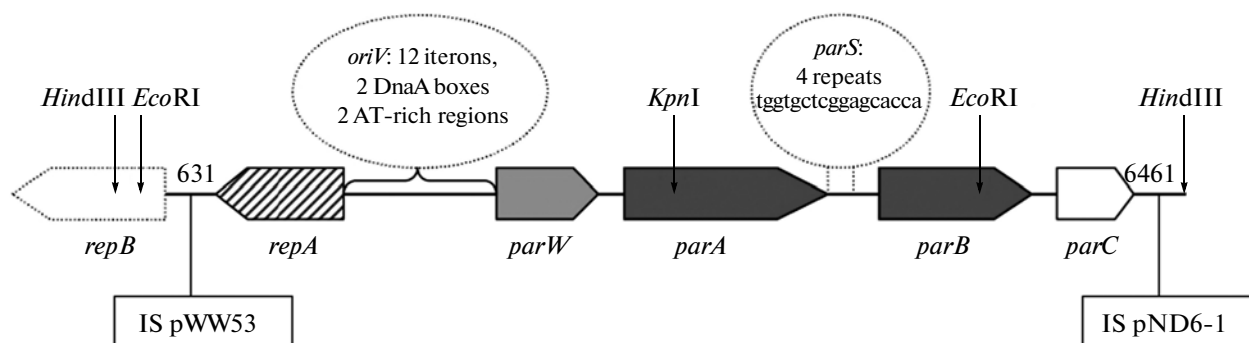 oriV: 12 iterons,
2 DnaA boxes
2 AT-rich regions
parS:
4 repeats
tggtgctcggagcacca
HindIII EcoRI
KpnI
EcoRI
HindIII
631
6461
repB
repA
parW
parA
parB
parC
IS pWW53
IS pND6-1